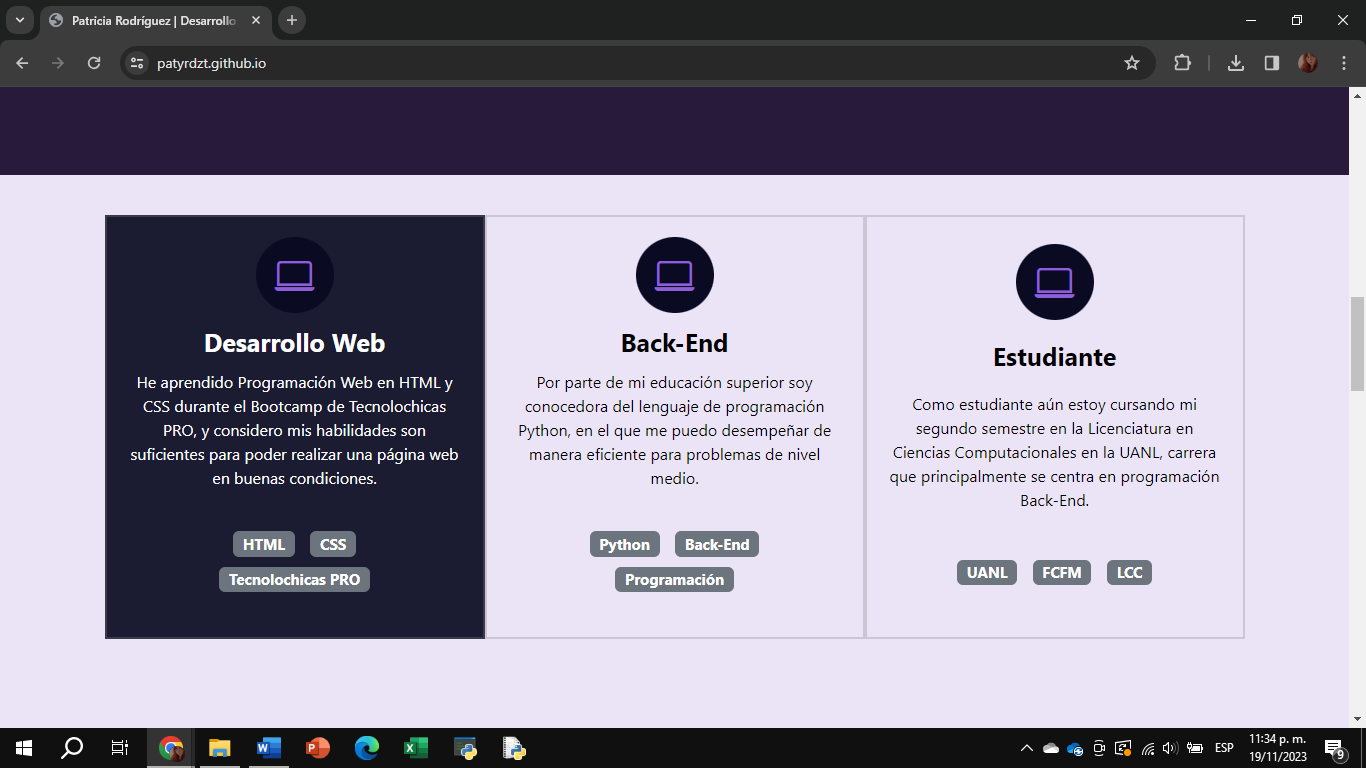 Patricia Rodríguez | Desarrollo
patyrdzt.github.io
Desarrollo Web
He aprendido Programación Web en HTML y
CSS durante el Bootcamp de Tecnolochicas
PRO, y considero mis habilidades son
suficientes para poder realizar una página web
en buenas condiciones.
HTML CSS
Tecnolochicas PRO
Back-End
Por parte de mi educación superior soy
conocedora del lenguaje de programación
Python, en el que me puedo desempeñar de
manera eficiente para problemas de nivel
medio.
Python Back-End
Programación
Estudiante
Como estudiante aún estoy cursando mi
segundo semestre en la Licenciatura en
Ciencias Computacionales en la UANL, carrera
que principalmente se centra en programación
Back-End.
UANL FCFM LCC
ESP
11:34 p. m.
19/11/2023
9